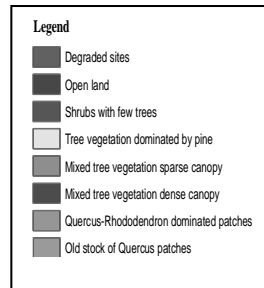 Legend
Degraded sites
Open land
Shrubs with few trees
Tree vegetation dominated by pine
Mixed tree vegetation sparse canopy
Mixed tree vegetation dense canopy
Quercus-Rhododendron dominated patches
Old stock of Quercus patches